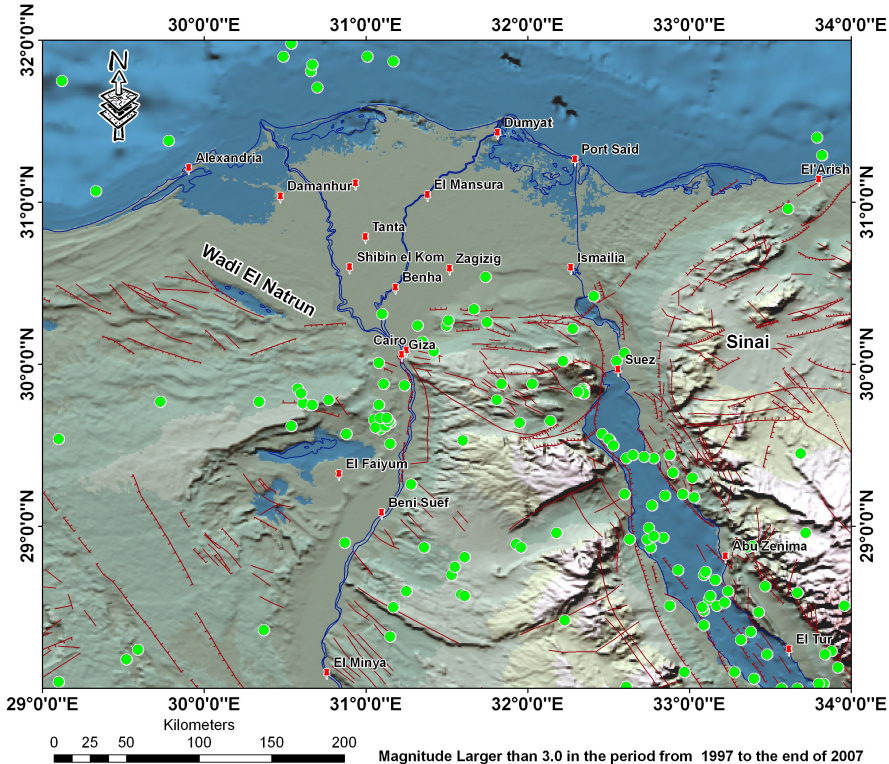 30°0'0"N 31°0'0"N 32°0'0"N 33°0'0"N 34°0'0"N
32°0'0"N 32°0'0"N
N
Dumyat
Port Said
Alexandria
El'Arish
Damanhur
El Mansura
31°0'0"N 31°0'0"N
Tanta
Wadi El Natrun
Shibin el Kom
Zagizig
Ismailia
Benha
Cairo
Giza
Sinai
Suez
30°0'0"N 30°0'0"N
El Faiyum
Beni Suef
29°0'0"N 29°0'0"N
Abu Zenima
El Tur
El Minya
29°0'0"N 30°0'0"N 31°0'0"N 32°0'0"N 33°0'0"N 34°0'0"N
Kilometers
0 25 50 100 150 200
Magnitude Larger than 3.0 in the period from 1997 to the end of 2007